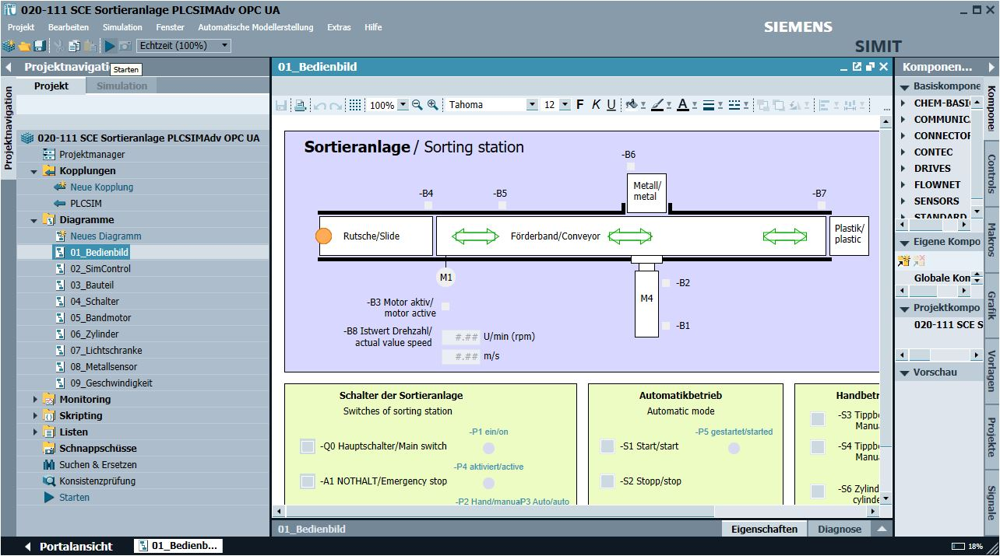 020-111 SCE Sortieranlage PLCSIMAdv OPC UA
Projekt Bearbeiten Simulation Fenster Automatische Modellerstellung Extras Hilfe
SIEMENS
SIMIT
Echtzeit (100%)
Projektnavigati
Starten
Projekt Simulation
Projektnavigation
020-111 SCE Sortieranlage PLCSIMAdv OPC UA
Projektmanager
Kopplungen
Neue Kopplung
PLCSIM
Diagramme
Neues Diagramm
01_Bedienbild
02_SimControl
03_Bauteil
04_Schalter
05_Bandmotor
06_Zylinder
07_Lichtschranke
08_Metallsensor
09_Geschwindigkeit
Monitoring
Skripting
Listen
Schnappschüsse
Suchen & Ersetzen
Konsistenzprüfung
Starten
01_Bedienbild
100% Tahoma 12 F K U A
Sortieranlage / Sorting station
-B6
-B4 -B5 -B7
Metall/
metal
Rutsche/Slide Förderband/Conveyor
Plastik/
plastic
M1
M4
-B2
-B1
-B3 Motor aktiv/
motor active
-B8 Istwert Drehzahl/
actual value speed
#.## U/min (rpm)
#.## m/s
Schalter der Sortieranlage
Switches of sorting station
-P1 ein/on
-Q0 Hauptschalter/Main switch
-P4 aktiviert/active
-A1 NOTHALT/Emergency stop
-P2 Hand/manua -P3 Auto/auto
Automatikbetrieb
Automatic mode
-P5 gestartet/started
-S1 Start/start
-S2 Stopp/stop
Handbetr
-S3 Tippb
Manua
-S4 Tippb
Manua
-S6 Zylind
cylinde
01_Bedienbild
Eigenschaften Diagnose
Komponen...
Basiskompone
CHEM-BASI
COMMUNIC
CONNECTOR
CONTEC
DRIVES
FLOWNET
SENSORS
STANDARD
Eigene Kompo
Globale Kom
Projektkompo
020-111 SCE S
Vorschau
Komponen
Controls
Makros
Grafik
Vorlagen
Projekte
Signale
Portalansicht 01_Bedienb...
18%